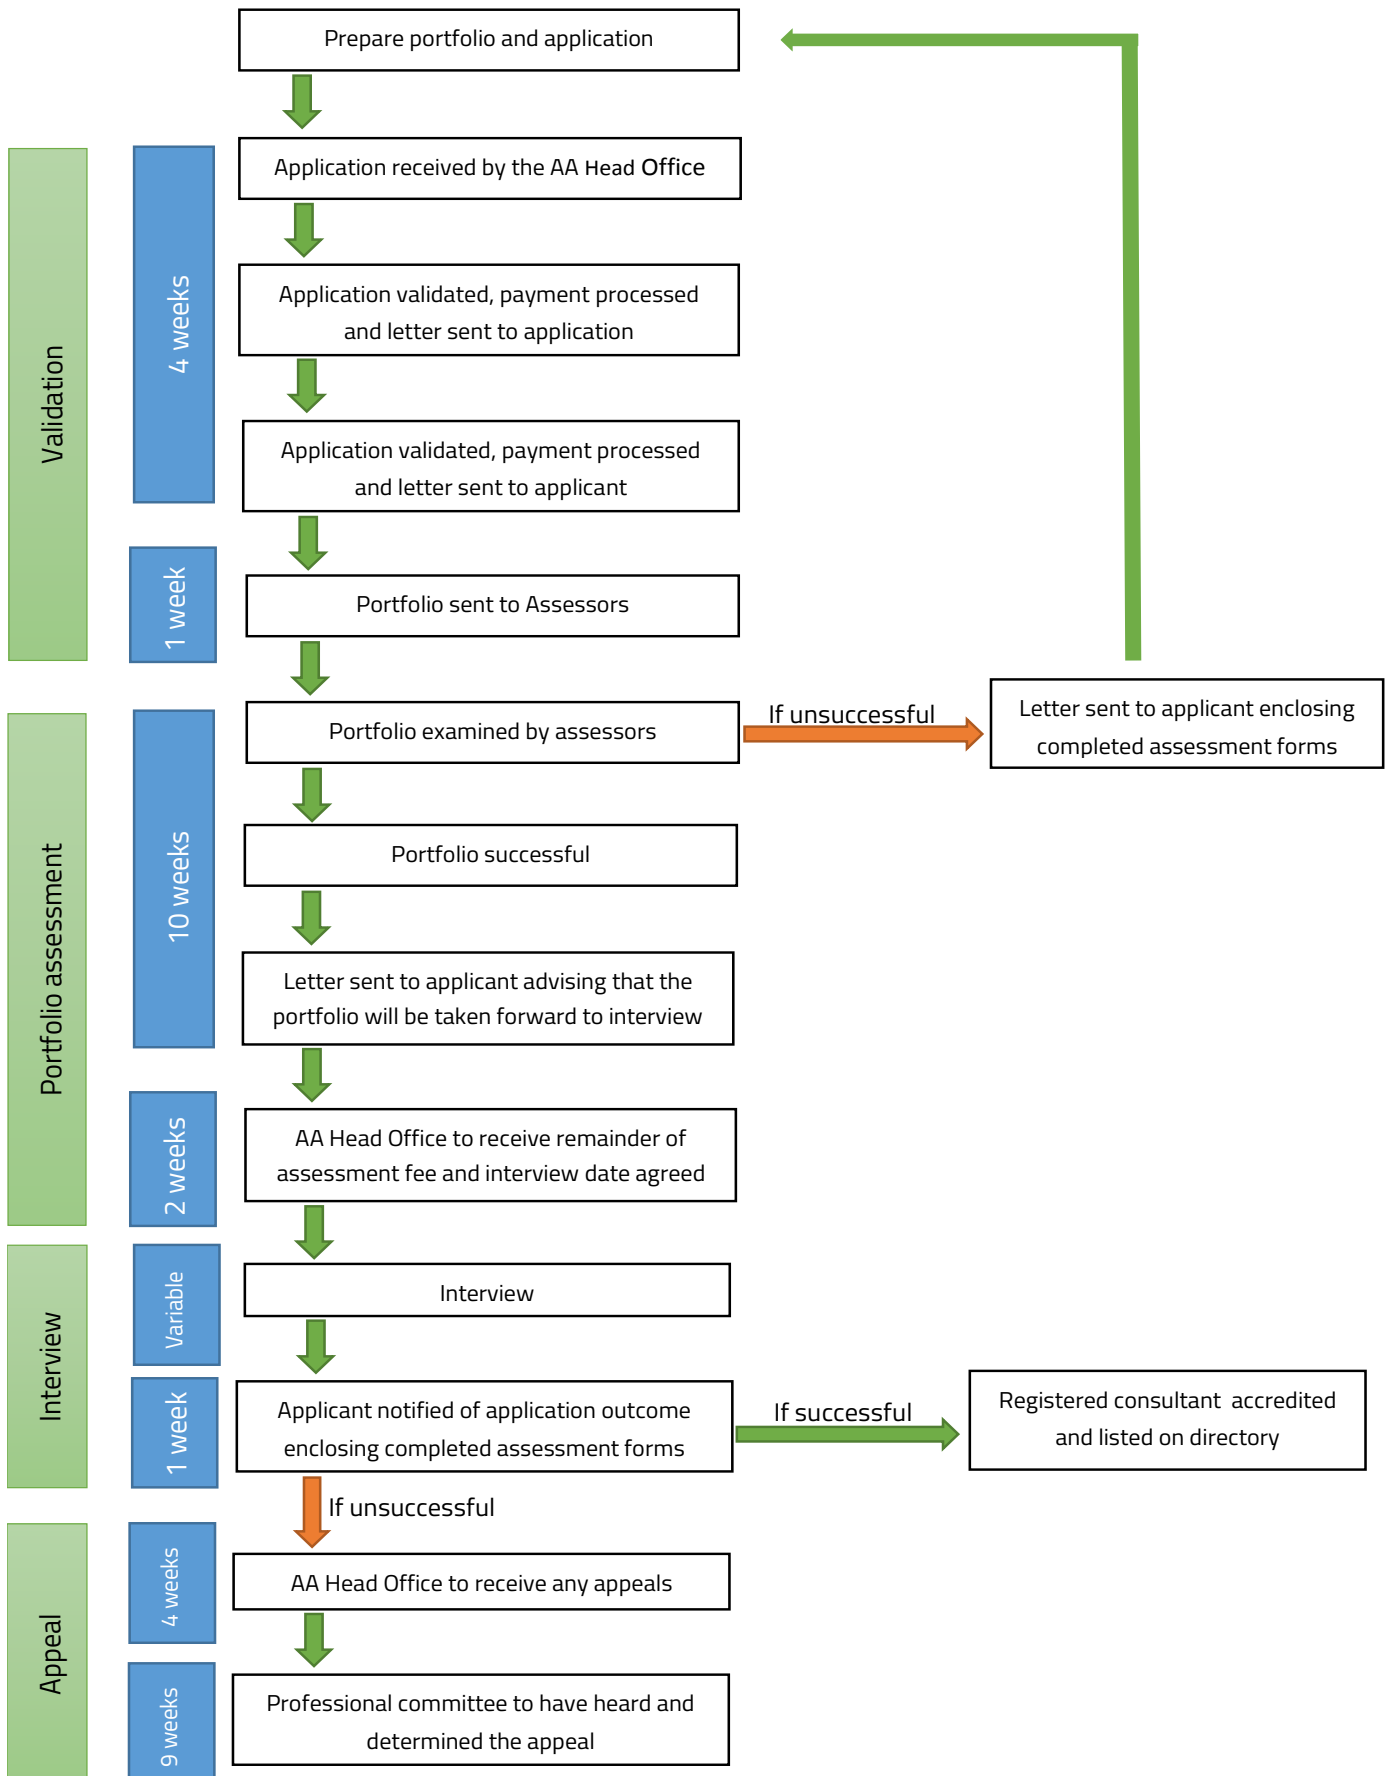 Prepare portfolio and application
Validation
4 weeks
Application received by the AA Head Office
Application validated, payment processed
and letter sent to application
Application validated, payment processed
and letter sent to applicant
1 week
Portfolio sent to Assessors
Portfolio assessment
10 weeks
Portfolio examined by assessors
If unsuccessful
Letter sent to applicant enclosing
completed assessment forms
Portfolio successful
Letter sent to applicant advising that the
portfolio will be taken forward to interview
2 weeks
AA Head Office to receive remainder of
assessment fee and interview date agreed
Interview
Variable
Interview
1 week
Applicant notified of application outcome
enclosing completed assessment forms
If successful
Registered consultant accredited
and listed on directory
If unsuccessful
Appeal
4 weeks
AA Head Office to receive any appeals
9 weeks
Professional committee to have heard and
determined the appeal